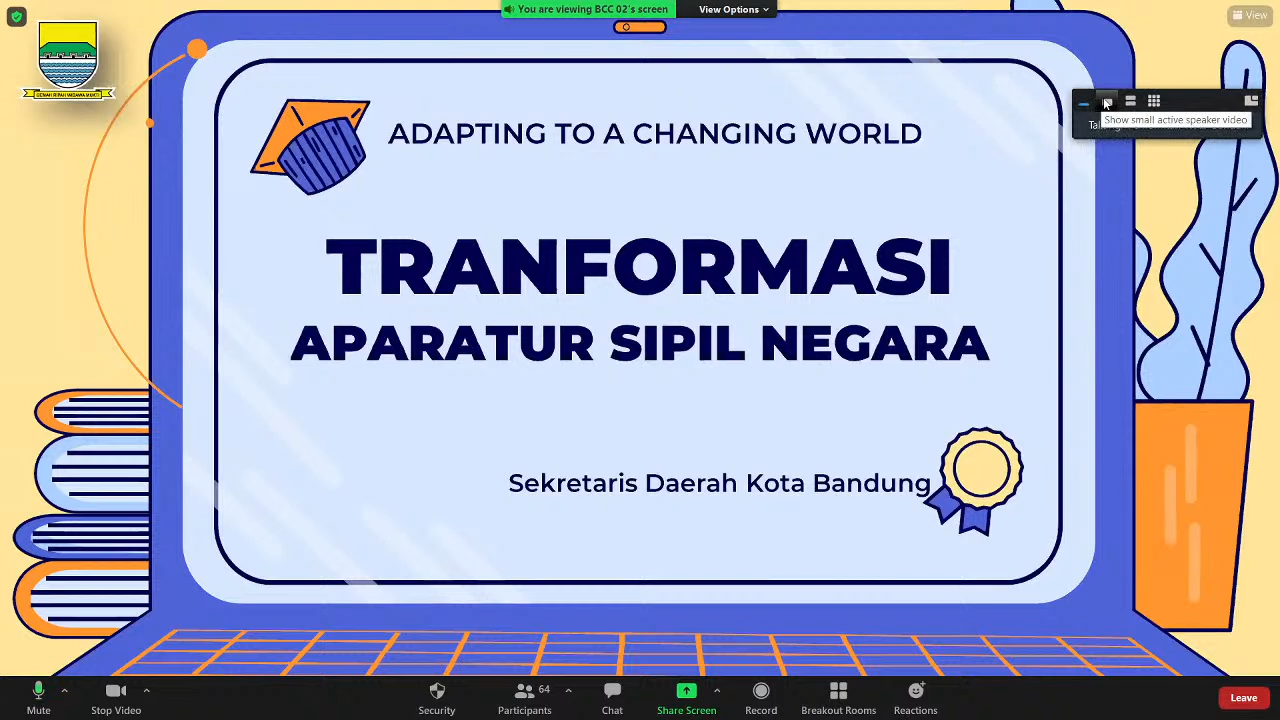 You are viewing BCC 02's screen
View Options
View
Show small active speaker video
ADAPTING TO A CHANGING WORLD
TRANFORMASI
APARATUR SIPIL NEGARA
Sekretaris Daerah Kota Bandung
Mute
Stop Video
Security
Participants
64
Chat
Share Screen
Record
Breakout Rooms
Reactions
Leave